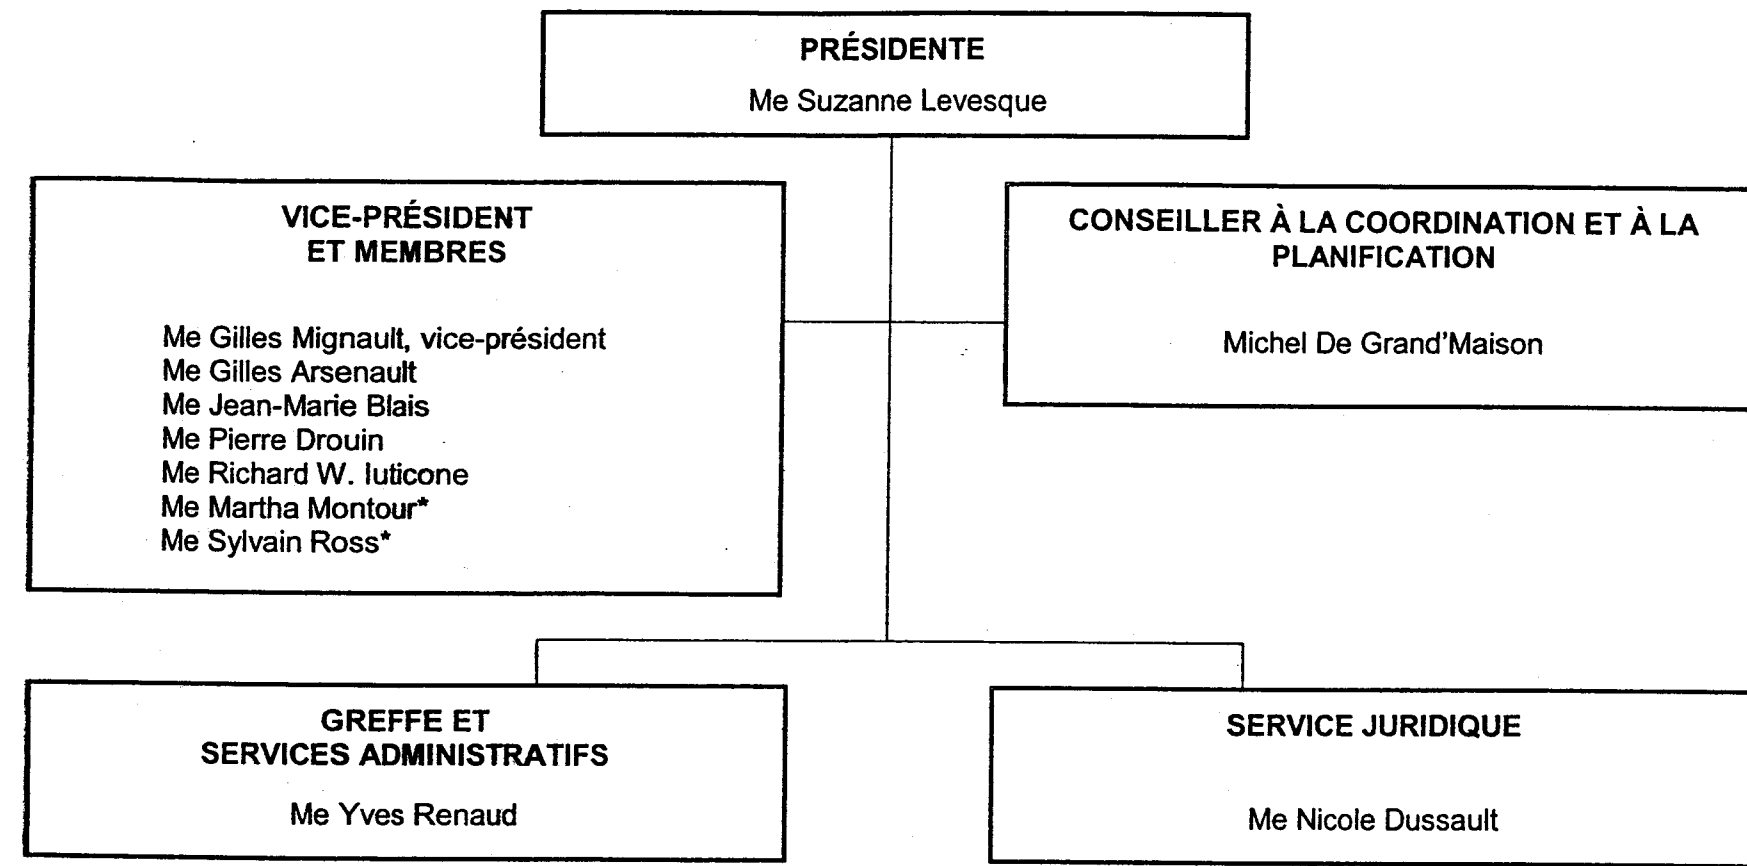 PRÉSIDENTE
Me Suzanne Levesque
VICE-PRÉSIDENT
ET MEMBRES
Me Gilles Mignault, vice-président
Me Gilles Arsenault
Me Jean-Marie Blais
Me Pierre Drouin
Me Richard W. Iuticone
Me Martha Montour*
Me Sylvain Ross*
CONSEILLER À LA COORDINATION ET À LA
PLANIFICATION
Michel De Grand'Maison
GREFFE ET
SERVICES ADMINISTRATIFS
Me Yves Renaud
SERVICE JURIDIQUE
Me Nicole Dussault